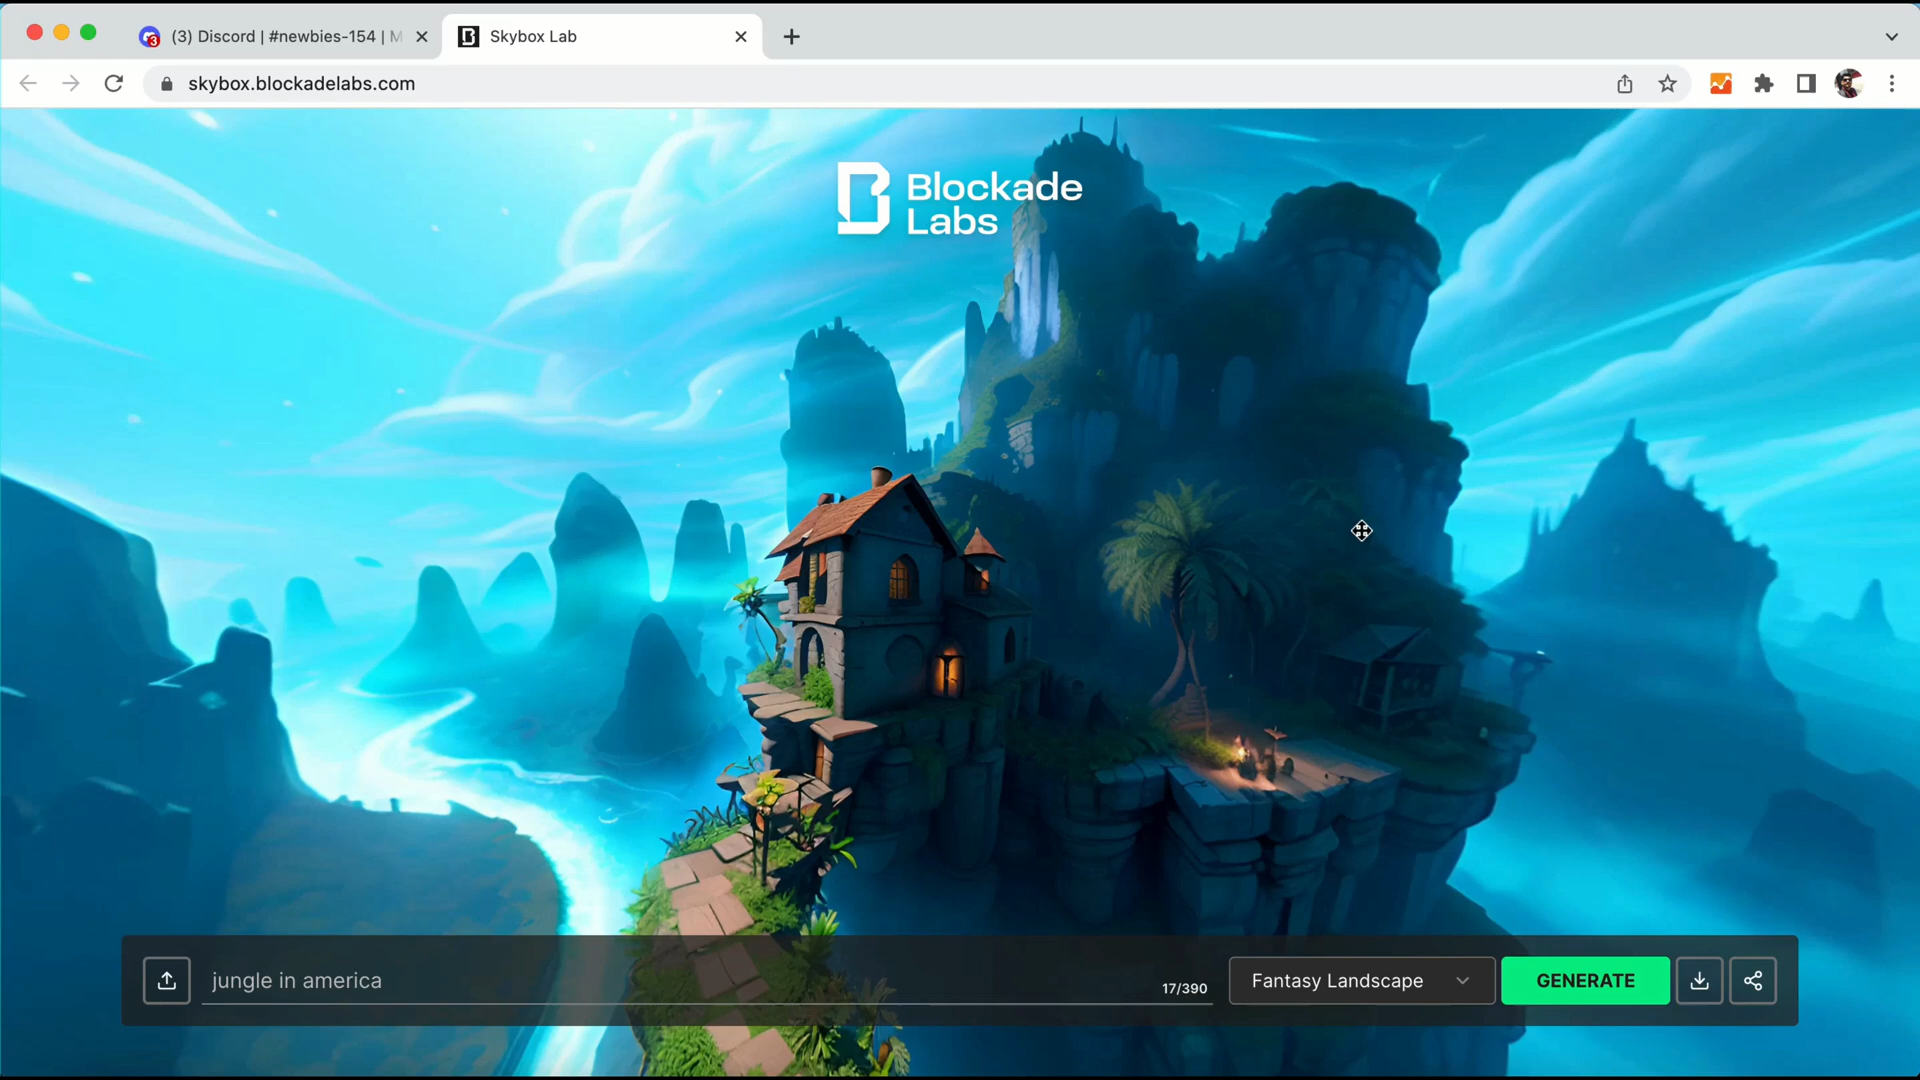 (3) Discord | #newbies-154 | M
Skybox Lab
skybox.blockadelabs.com
Blockade
Labs
jungle in america
17/390
Fantasy Landscape
GENERATE